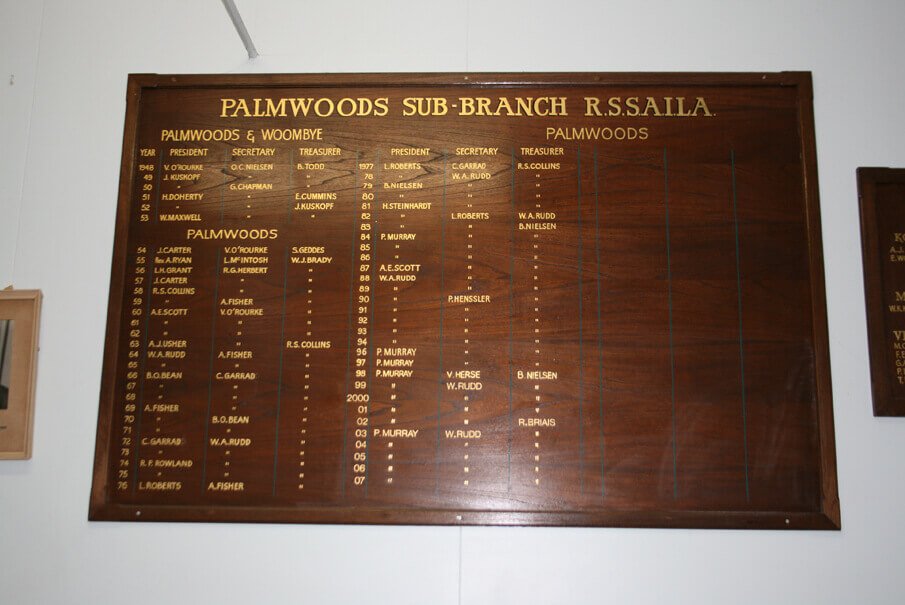 PALMWOODS SUB-BRANCH R.S.S.A.I.L.A.
PALMWOODS & WOOMBYE
YEAR PRESIDENT SECRETARY TREASURER
1948 V.O'ROURKE O.C.NIELSEN B.TODD
49 J.KUSKOPF " "
50 " G.CHAPMAN "
51 H.DOHERTY " E.CUMMINS
52 " " J.KUSKOPF
53 W.MAXWELL " "
PALMWOODS
54 J.CARTER V.O'ROURKE S.GEDDES
55 REV A.RYAN L.McINTOSH W.J.BRADY
56 L.H.GRANT R.G.HERBERT "
57 J.CARTER " "
58 R.S.COLLINS " "
59 " A.FISHER "
60 A.E.SCOTT V.O'ROURKE "
61 " " "
62 " " "
63 A.J.USHER " R.S.COLLINS
64 W.A.RUDD A.FISHER "
65 " " "
66 B.O.BEAN C.GARRAD "
67 " " "
68 " " "
69 A.FISHER " "
70 " B.O.BEAN "
71 " " "
72 C.GARRAD W.A.RUDD "
73 " " "
74 R.F.ROWLAND " "
75 " " "
76 L.ROBERTS A.FISHER "
PALMWOODS
PRESIDENT SECRETARY TREASURER
1977 L.ROBERTS C.GARRAD R.S.COLLINS
78 " W.A.RUDD "
79 B.NIELSEN " "
80 " " "
81 H.STEINHARDT " "
82 " L.ROBERTS W.A.RUDD
83 " " B.NIELSEN
84 P.MURRAY " "
85 " " "
86 " " "
87 A.E.SCOTT " "
88 W.A.RUDD " "
89 " " "
90 " P.HENSSLER "
91 " " "
92 " " "
93 " " "
94 " " "
96 P.MURRAY " "
97 P.MURRAY " "
98 P.MURRAY V.HERSE B.NIELSEN
99 " W.RUDD "
2000 " " "
01 " " "
02 " " R.BRIAIS
03 P.MURRAY W.RUDD "
04 " " "
05 " " "
06 " " "
07 " " "